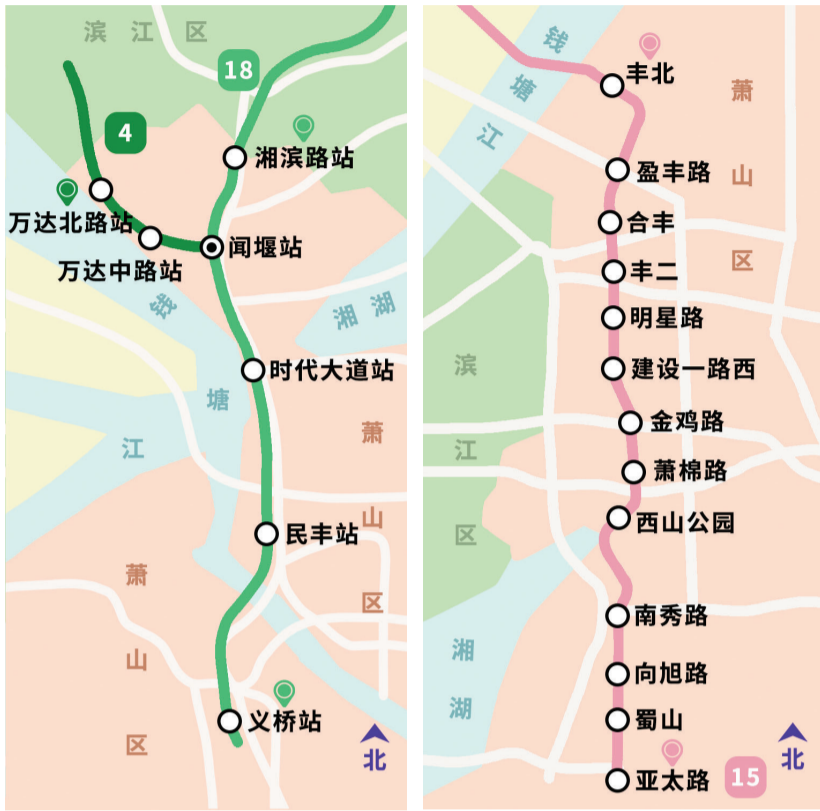 滨江区
18
4
湘滨路站
万达北路站
万达中路站
闻堰站
钱塘江
湘湖
时代大道站
萧山区
民丰站
萧山区
义桥站
北
钱塘江
丰北
萧山区
盈丰路
合丰
丰二
明星路
建设一路西
滨江区
金鸡路
萧棉路
西山公园
南秀路
湘湖
向旭路
蜀山
亚太路
15
北